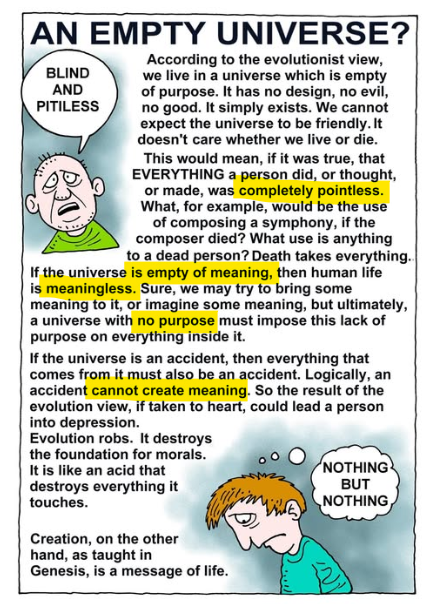 AN EMPTY UNIVERSE?
BLIND
AND
PITILESS
According to the evolutionist view,
we live in a universe which is empty
of purpose. It has no design, no evil,
no good. It simply exists. We cannot
expect the universe to be friendly. It
doesn't care whether we live or die.
This would mean, if it was true, that
EVERYTHING a person did, or thought,
or made, was completely pointless.
What, for example, would be the use
of composing a symphony, if the
composer died? What use is anything
to a dead person? Death takes everything.
If the universe is empty of meaning, then human life
is meaningless. Sure, we may try to bring some
meaning to it, or imagine some meaning, but ultimately,
a universe with no purpose must impose this lack of
purpose on everything inside it.
If the universe is an accident, then everything that
comes from it must also be an accident. Logically, an
accident cannot create meaning. So the result of the
evolution view, if taken to heart, could lead a person
into depression.
Evolution robs. It destroys
the foundation for morals.
It is like an acid that
destroys everything it
touches.
NOTHING
BUT
NOTHING
Creation, on the other
hand, as taught in
Genesis, is a message of life.